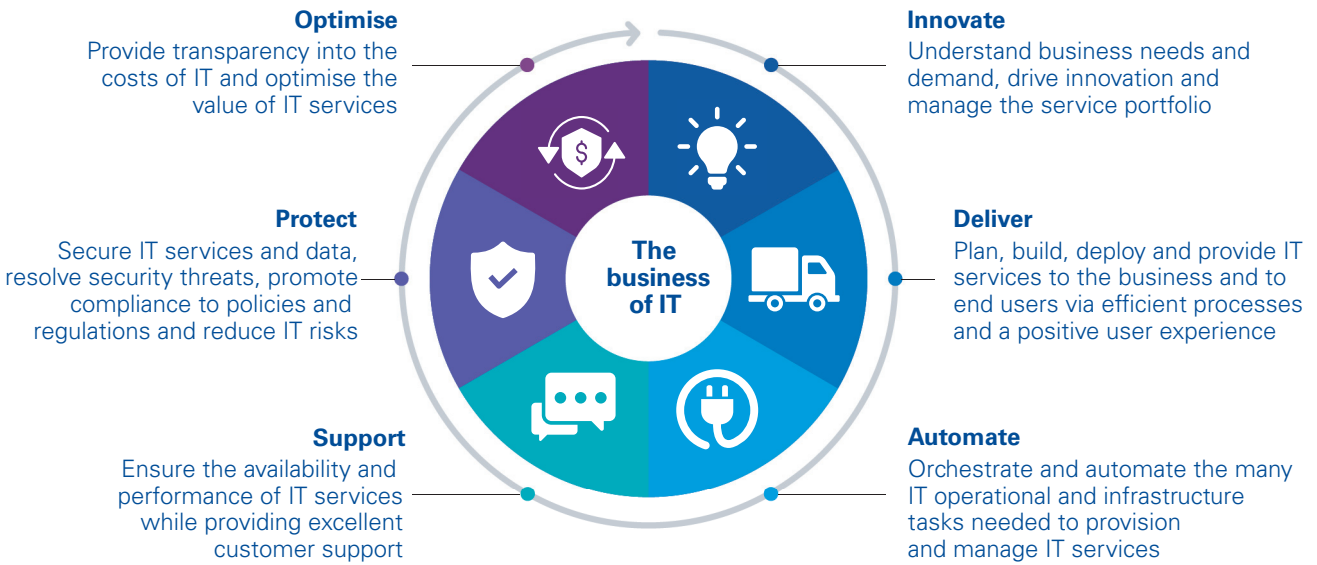 Optimise
Provide transparency into the
costs of IT and optimise the
value of IT services
Innovate
Understand business needs and
demand, drive innovation and
manage the service portfolio
Protect
Secure IT services and data,
resolve security threats, promote
compliance to policies and
regulations and reduce IT risks
$
The
business
of IT
Deliver
Plan, build, deploy and provide IT
services to the business and to
end users via efficient processes
and a positive user experience
Support
Ensure the availability and
performance of IT services
while providing excellent
customer support
Automate
Orchestrate and automate the many
IT operational and infrastructure
tasks needed to provision
and manage IT services